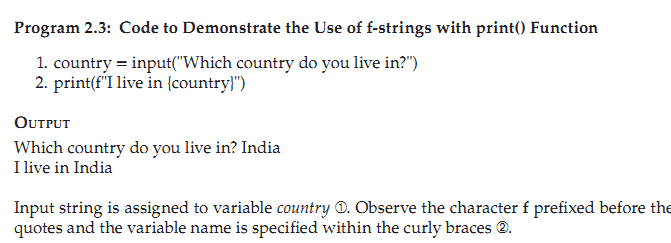 Program 2.3: Code to Demonstrate the Use of f-strings with print() Function
1. country = input("Which country do you live in?")
2. print(f"I live in {country}")
OUTPUT
Which country do you live in? India
I live in India
Input string is assigned to variable country ①. Observe the character f prefixed before the
quotes and the variable name is specified within the curly braces ②.